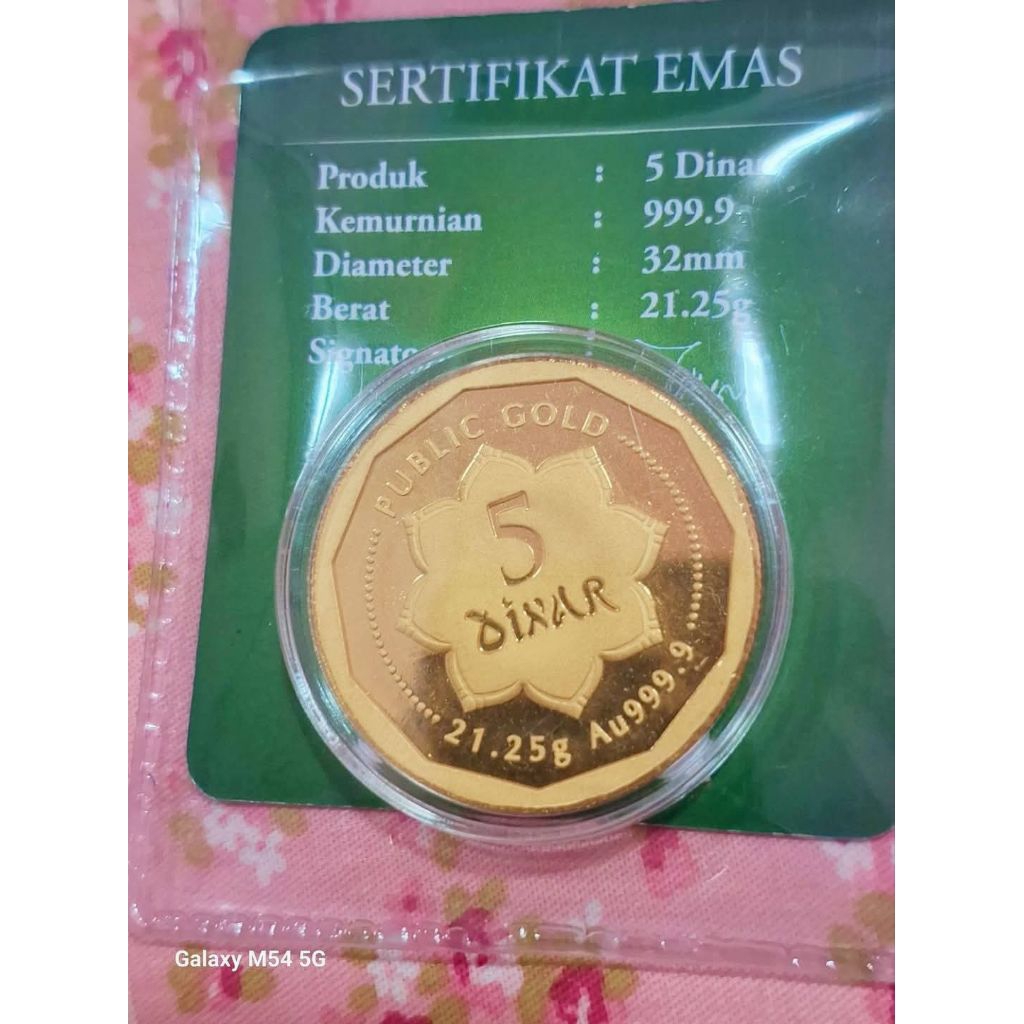 SERTIFIKAT EMAS
Produk : 5 Dinar
Kemurnian : 999.9
Diameter : 32mm
Berat : 21.25g
PUBLIC GOLD
5
DINAR
21.25g Au999.9
Galaxy M54 5G